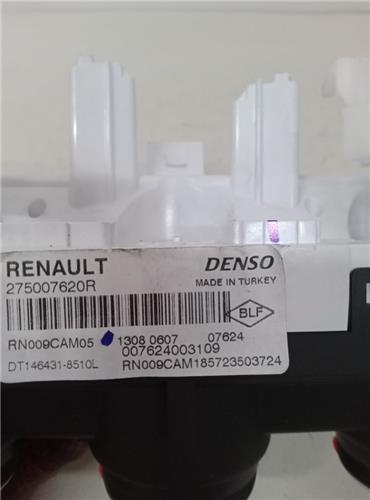 RENAULT DENSO
275007620R MADE IN TURKEY
BLF
RN009CAM05 1308 0607 07624
007624003109
DT146431-8510L RN009CAM185723503724